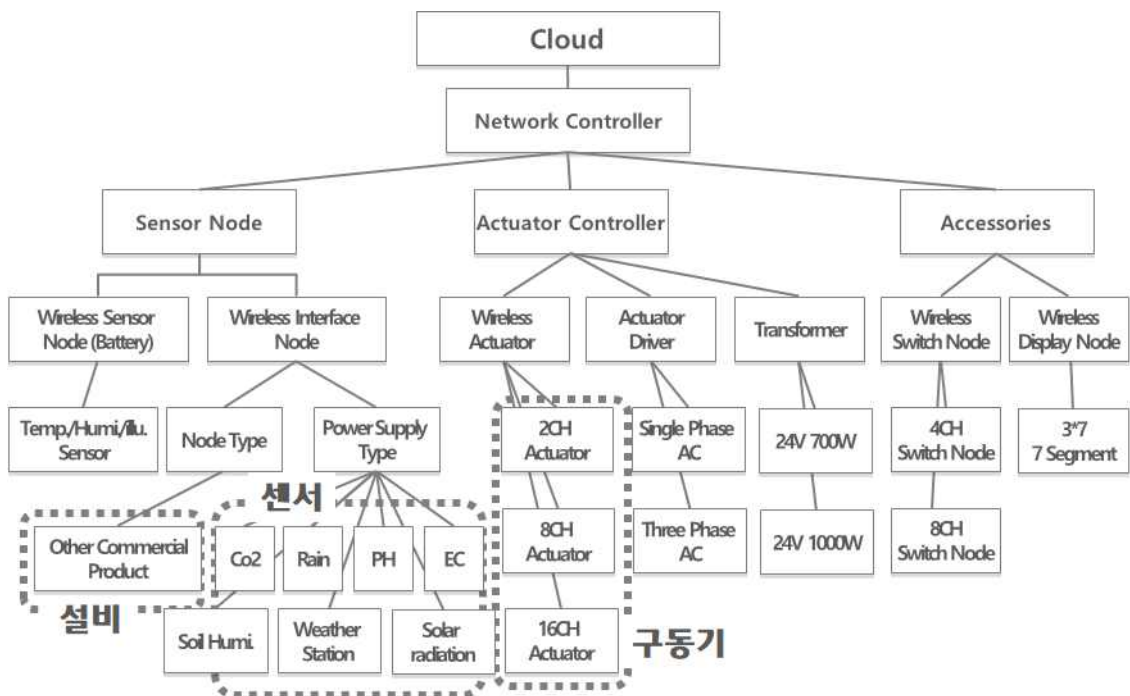 Cloud
Network Controller
Sensor Node
Actuator Controller
Accessories
Wireless Sensor
Node (Battery)
Wireless Interface
Node
Wireless
Actuator
Actuator
Driver
Transformer
Wireless
Switch Node
Wireless
Display Node
Temp./Humi./illu.
Sensor
Node Type
Power Supply
Type
2CH
Actuator
Single Phase
AC
24V 700W
4CH
Switch Node
3*7
7 Segment
센서
Other Commercial
Product
Co2
Rain
PH
EC
8CH
Actuator
Three Phase
AC
24V 1000W
8CH
Switch Node
설비
Soil Humi.
Weather
Station
Solar
radiation
16CH
Actuator
구동기